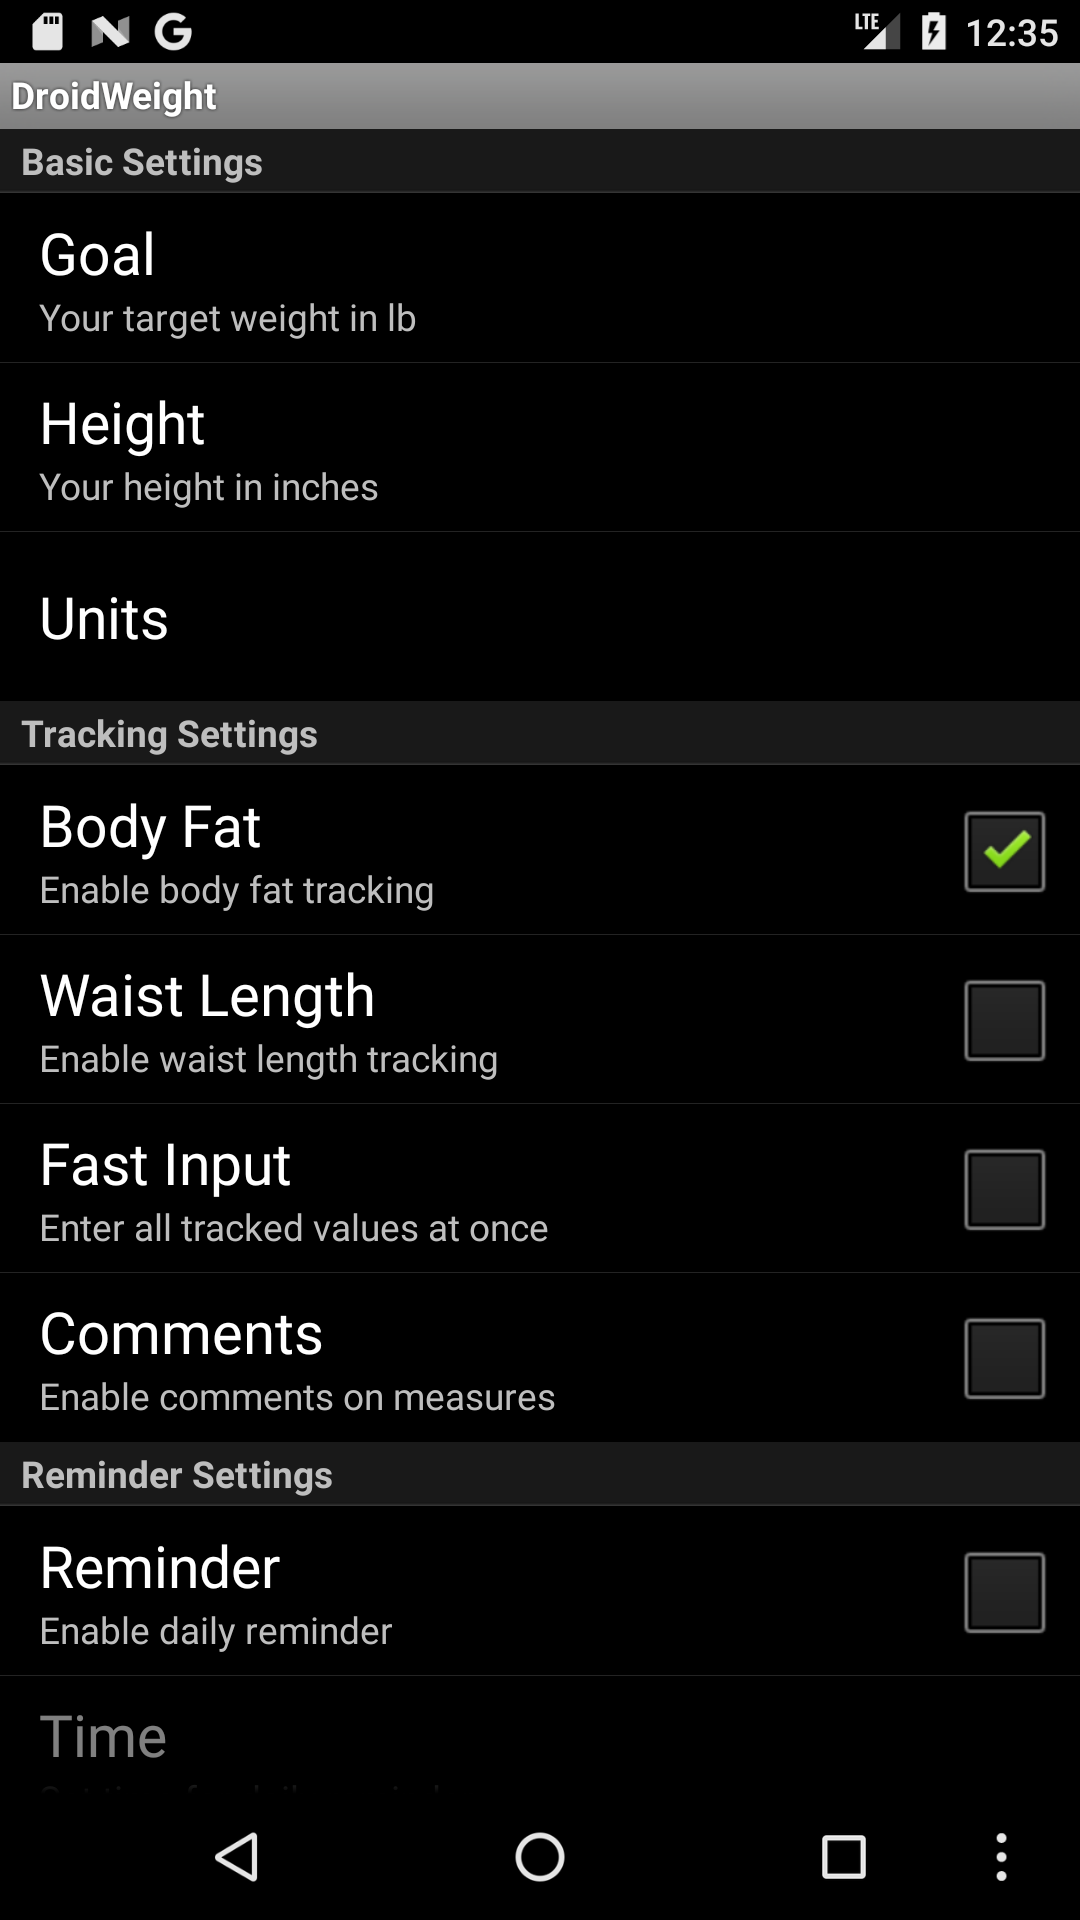 LTE 12:35
DroidWeight
Basic Settings
Goal
Your target weight in lb
Height
Your height in inches
Units
Tracking Settings
Body Fat
Enable body fat tracking
Waist Length
Enable waist length tracking
Fast Input
Enter all tracked values at once
Comments
Enable comments on measures
Reminder Settings
Reminder
Enable daily reminder
Time